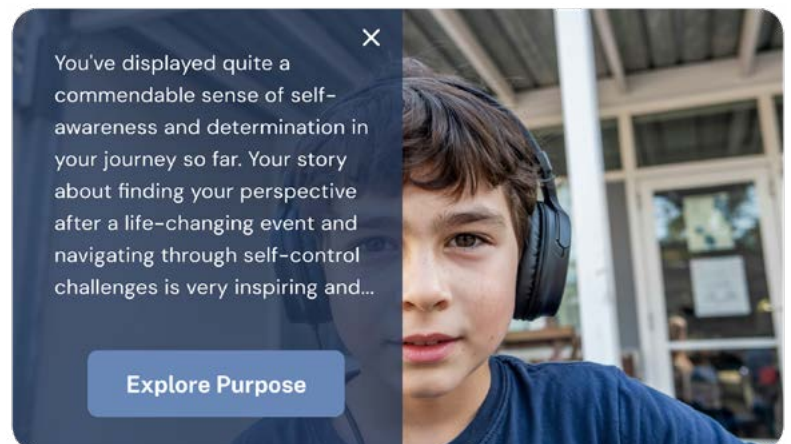 You've displayed quite a
commendable sense of self-
awareness and determination in
your journey so far. Your story
about finding your perspective
after a life-changing event and
navigating through self-control
challenges is very inspiring and...
Explore Purpose